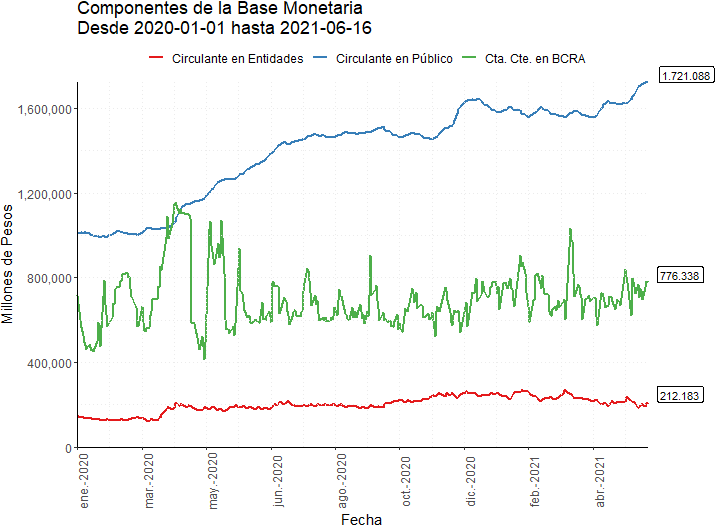 Componentes de la Base Monetaria
Desde 2020-01-01 hasta 2021-06-16
Circulante en Entidades Circulante en Público Cta. Cte. en BCRA
1.721.088
1,600,000
1,200,000
800,000
776.338
400,000
212.183
0
Millones de Pesos
ene.-2020 mar.-2020 may.-2020 jun.-2020 ago.-2020 oct.-2020 dic.-2020 feb.-2021 abr.-2021
Fecha